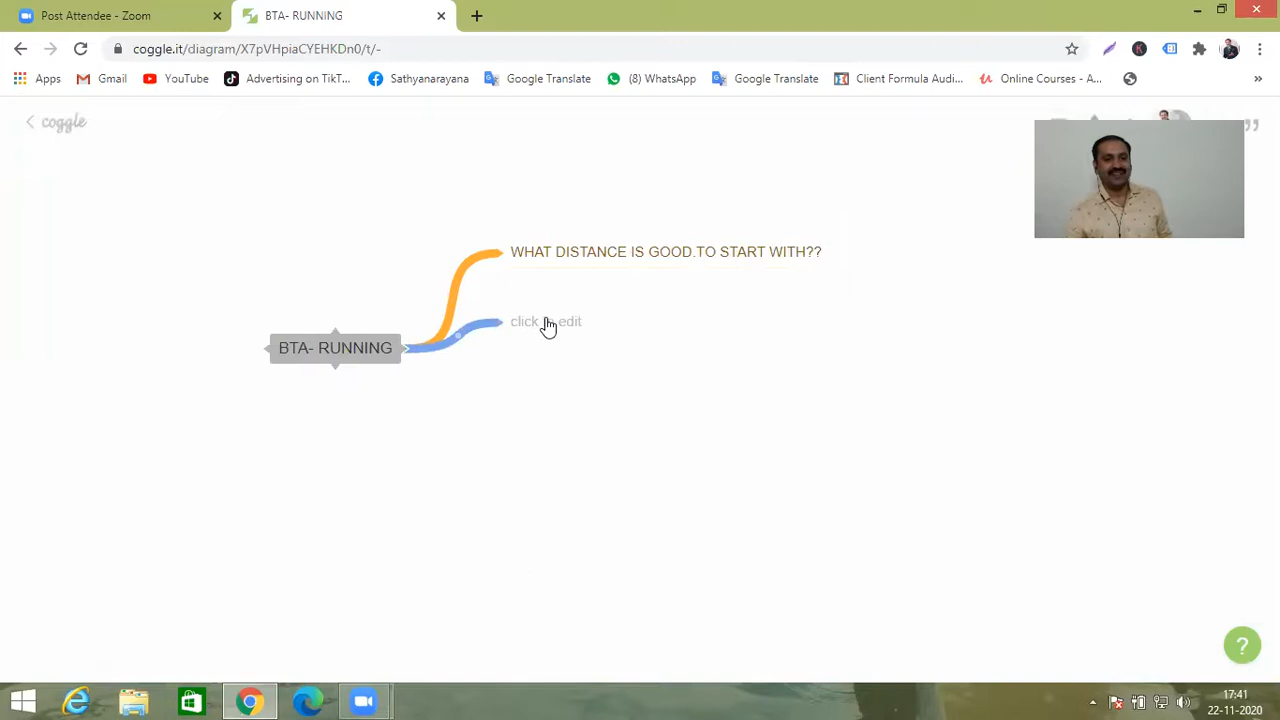 Post Attendee - Zoom
BTA- RUNNING
coggle.it/diagram/X7pVHpiaCYEHKDn0/t/-
Apps
Gmail
YouTube
Advertising on TikT...
Sathyanarayana
Google Translate
(8) WhatsApp
Google Translate
Client Formula Audi...
Online Courses - A...
»
coggle
WHAT DISTANCE IS GOOD.TO START WITH??
click to edit
BTA- RUNNING
?
17:41
22-11-2020